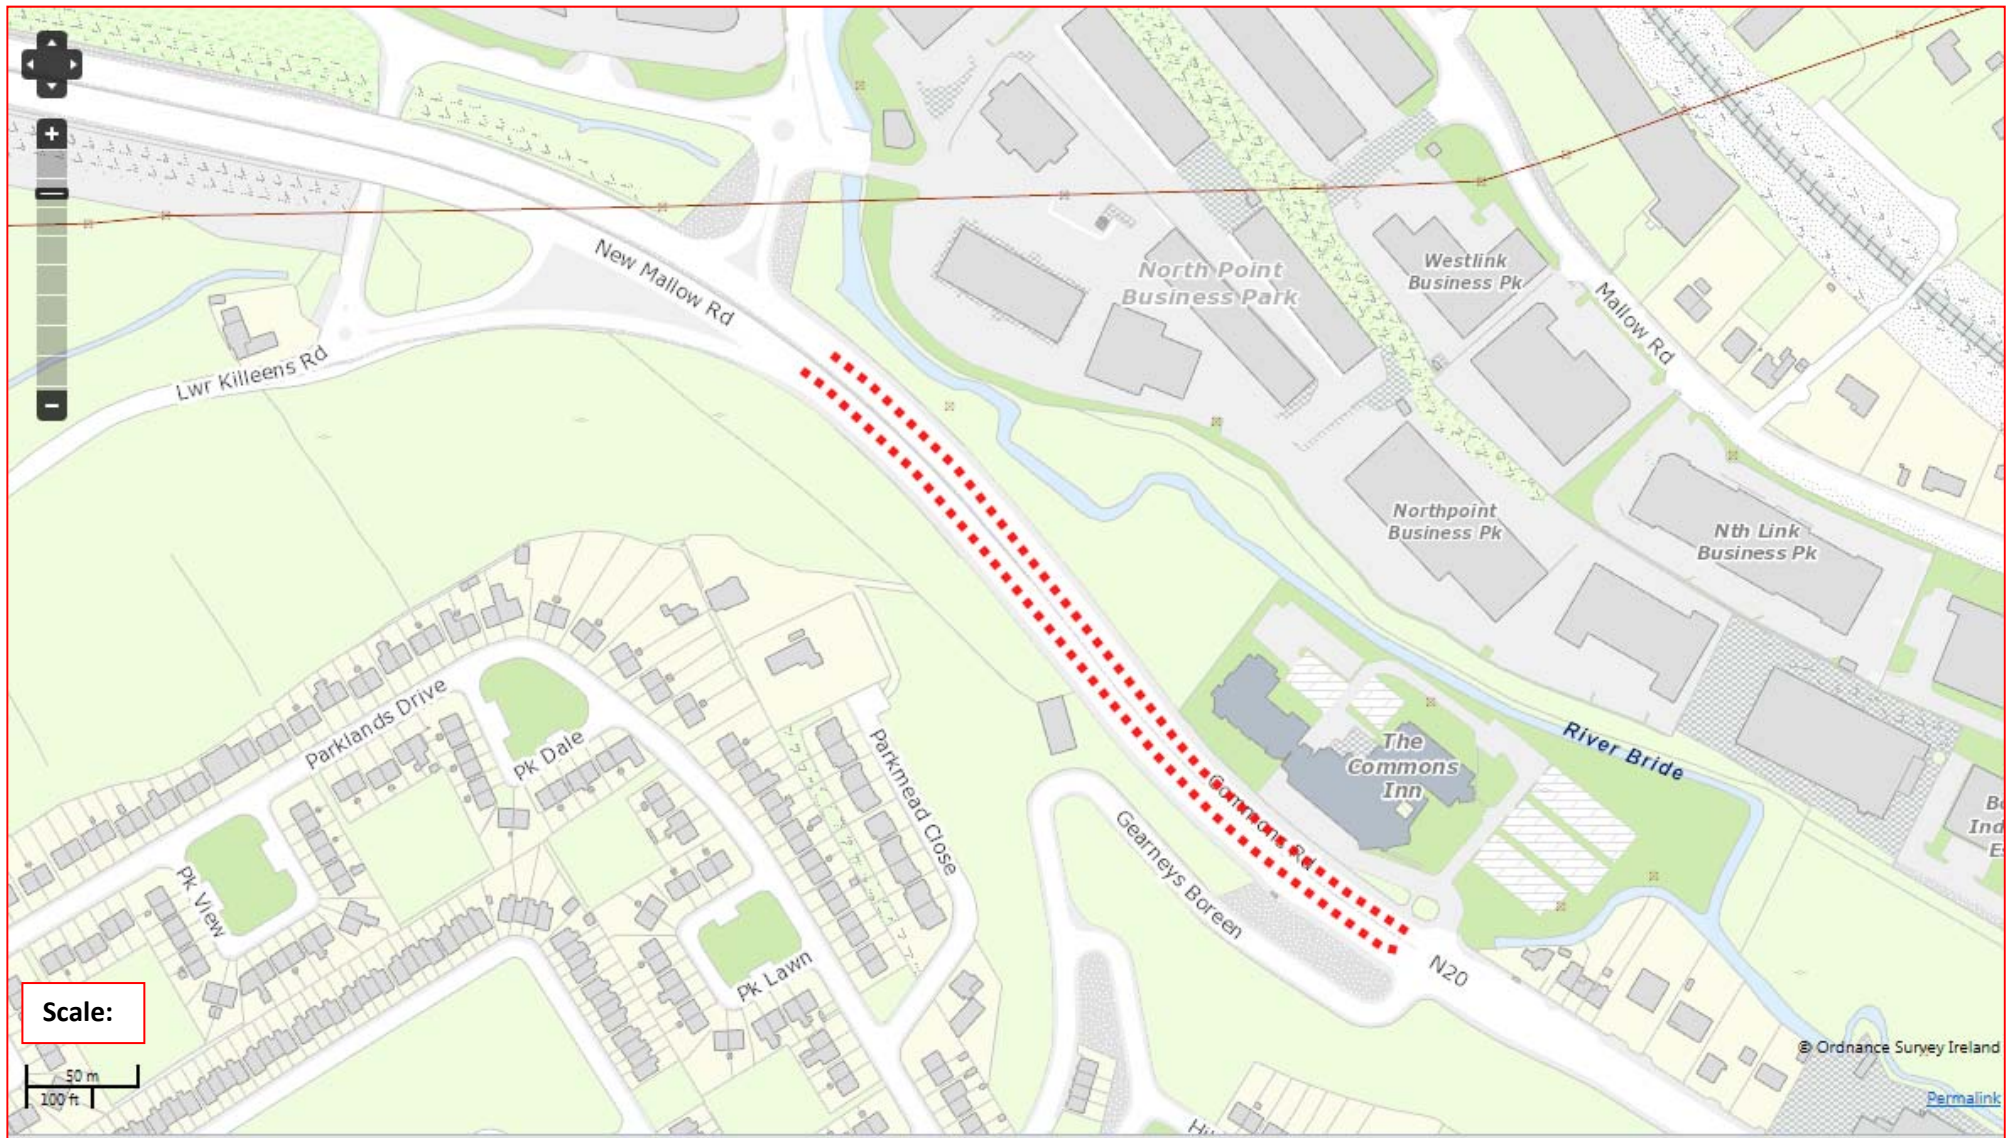 +
New Mallow Rd
Lwr Killeens Rd
North Point
Business Park
Westlink
Business Pk
Mallow Rd
Northpoint
Business Pk
Nth Link
Business Pk
Parklands Drive
Pk Dale
Parkmead Close
Pk View
Pk Lawn
Gearneys Boreen
Commons Rd
The
Commons
Inn
River Bride
N20
Scale:
50 m
100 ft
© Ordnance Survey Ireland
Permalink